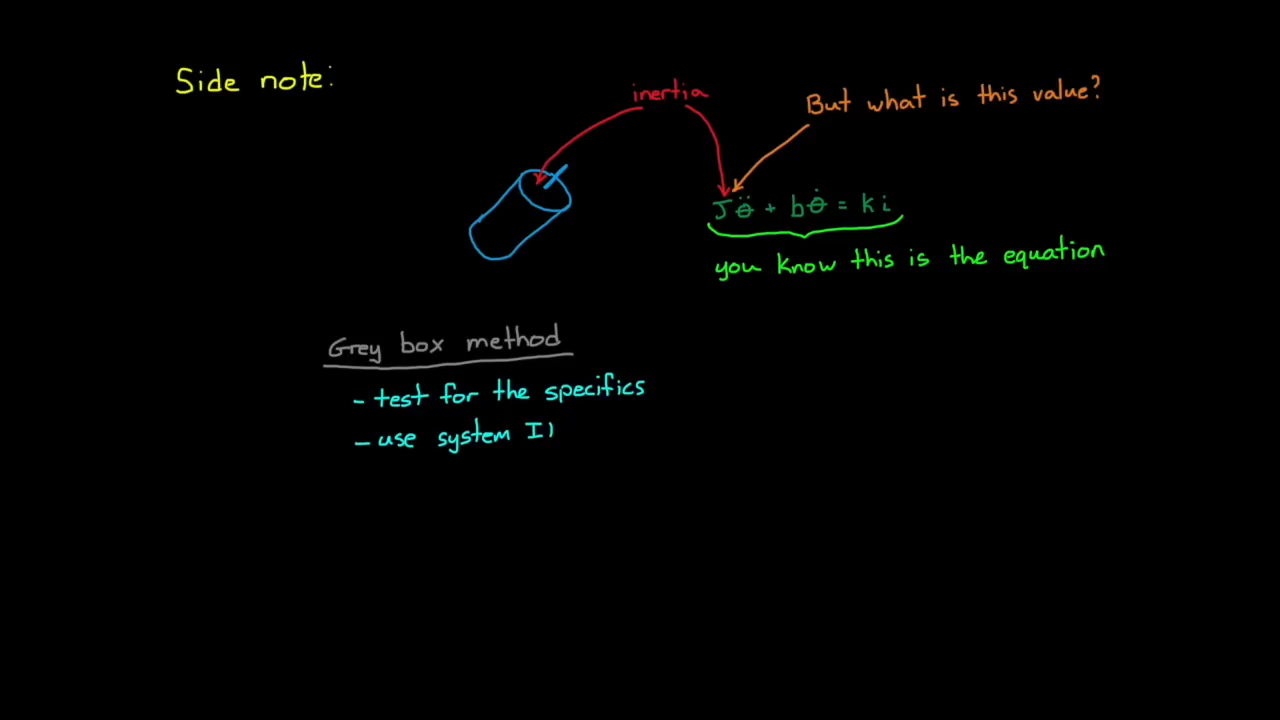 Side note:
inertia
But what is this value?
Jθ̈ + bθ̇ = ki
you know this is the equation
Grey box method
- test for the specifics
- use system I